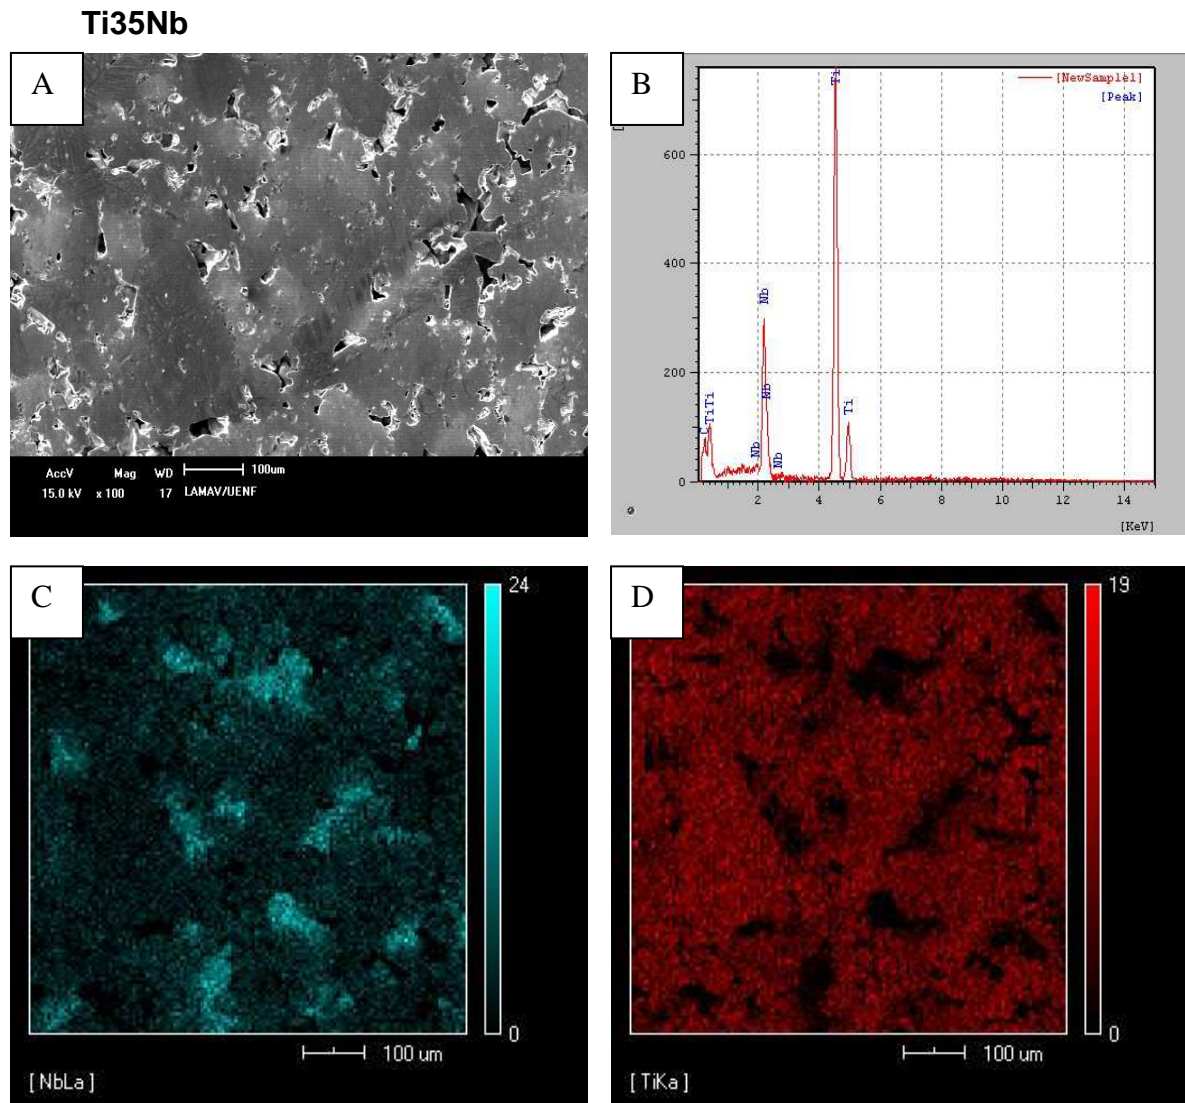 Ti35Nb
A
AccV Mag WD 100um
15.0 kV x 100 17 LAMAV/UENF
B
[NewSample1]
[Peak]
Ti
600
400
Nb
200
Nb
Ti
C TiTi
Nb Nb
0
2 4 6 8 10 12 14
[KeV]
C
24
0
100 um
[ NbLa ]
D
19
0
100 um
[ TiKa ]